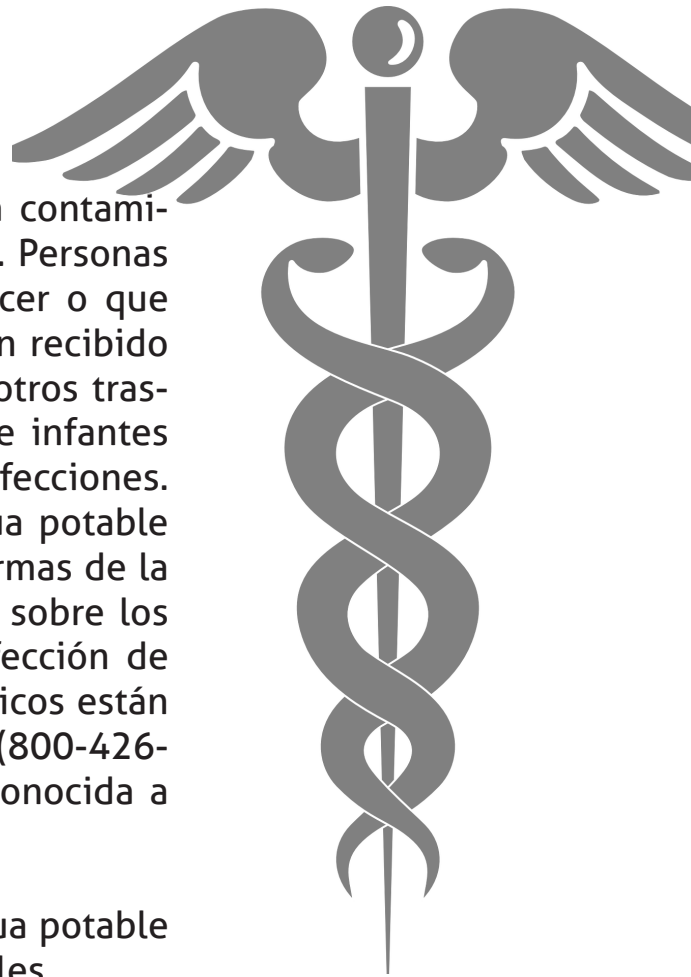 contami-
. Personas
cer o que
n recibido
otros tras-
e infantes
fecciones.
ua potable
rmas de la
sobre los
fección de
icos están
(800-426-
onocida a
ua potable
les